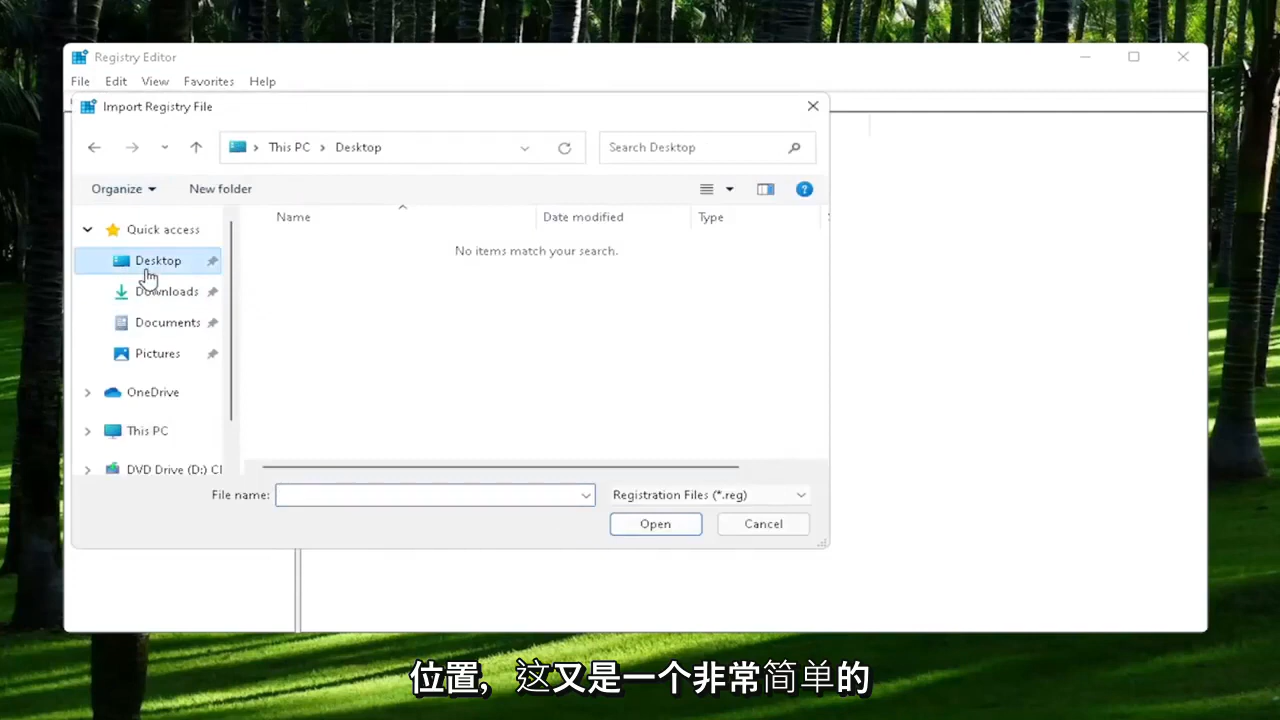 Registry Editor
File Edit View Favorites Help
Import Registry File
This PC > Desktop
Search Desktop
Organize New folder
Name Date modified Type
Quick access
No items match your search.
Desktop
Downloads
Documents
Pictures
OneDrive
This PC
DVD Drive (D:) C
File name: Registration Files (*.reg)
Open Cancel
位置, 这又是一个非常简单的